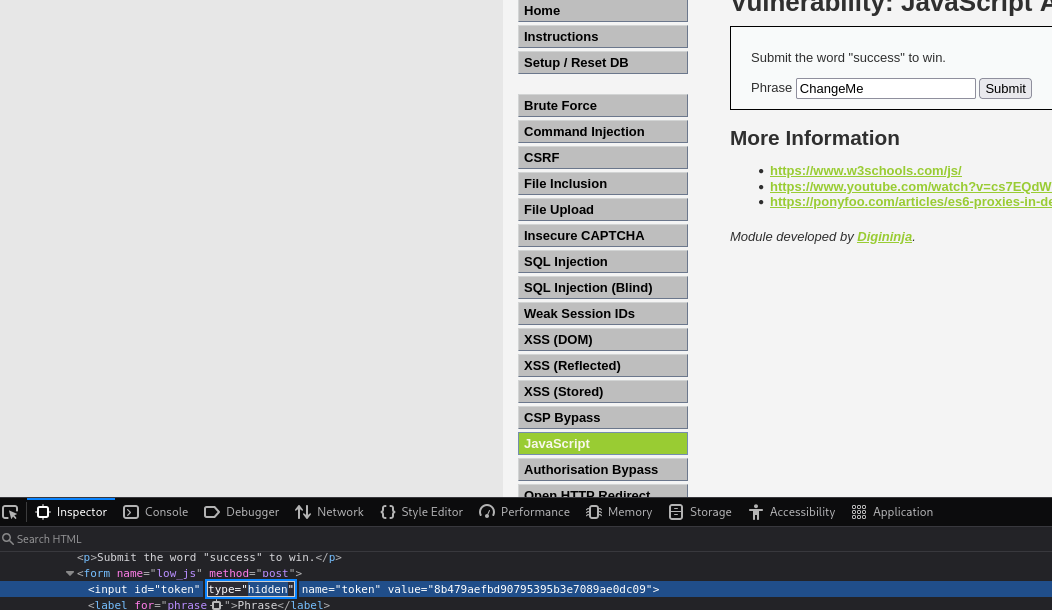 Home
Instructions
Setup / Reset DB
Brute Force
Command Injection
CSRF
File Inclusion
File Upload
Insecure CAPTCHA
SQL Injection
SQL Injection (Blind)
Weak Session IDs
XSS (DOM)
XSS (Reflected)
XSS (Stored)
CSP Bypass
JavaScript
Authorisation Bypass
Open HTTP Redirect
Vulnerability: JavaScript A
Submit the word "success" to win.
Phrase ChangeMe Submit
More Information
https://www.w3schools.com/js/
https://www.youtube.com/watch?v=cs7EQdW
https://ponyfoo.com/articles/es6-proxies-in-de
Module developed by Digininja.
Inspector Console Debugger Network Style Editor Performance Memory Storage Accessibility Application
Search HTML
<p>Submit the word "success" to win.</p>
<form name="low_js" method="post">
<input id="token" type="hidden" name="token" value="8b479aefbd90795395b3e7089ae0dc09">
<label for="phrase">Phrase</label>